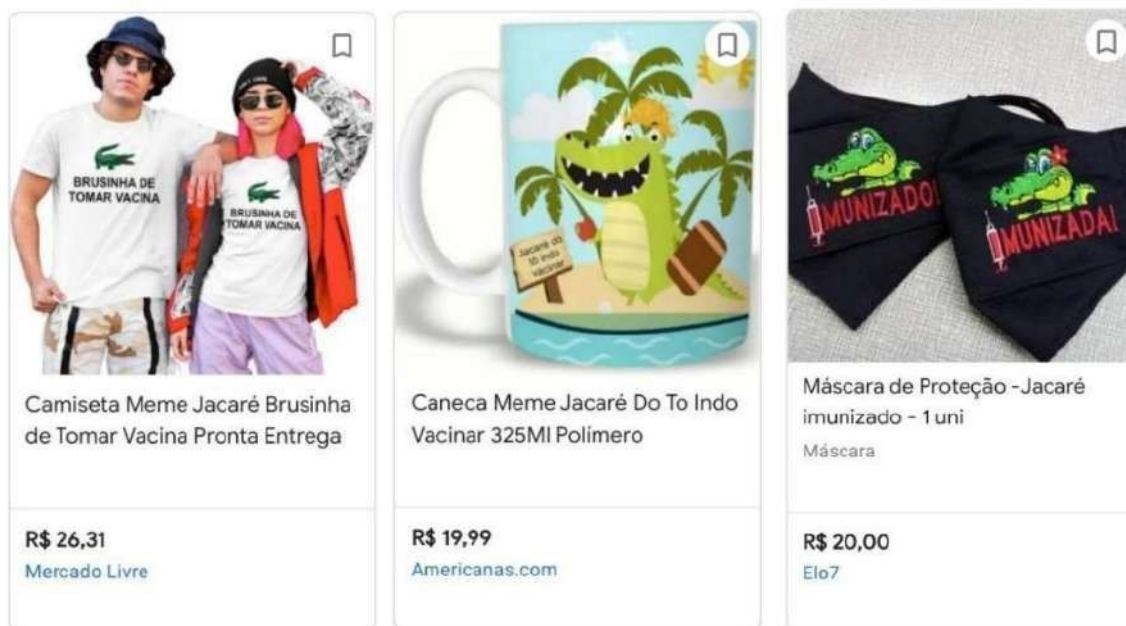 BRUSINHA DE
TOMAR VACINA
BRUSINHA DE
TOMAR VACINA
Camiseta Meme Jacaré Brusinha
de Tomar Vacina Pronta Entrega
R$ 26,31
Mercado Livre
Jacaré do
tô indo
vacinar
Caneca Meme Jacaré Do To Indo
Vacinar 325Ml Polímero
R$ 19,99
Americanas.com
IMUNIZADO!
IMUNIZADA!
Máscara de Proteção -Jacaré
imunizado - 1 uni
Máscara
R$ 20,00
Elo7